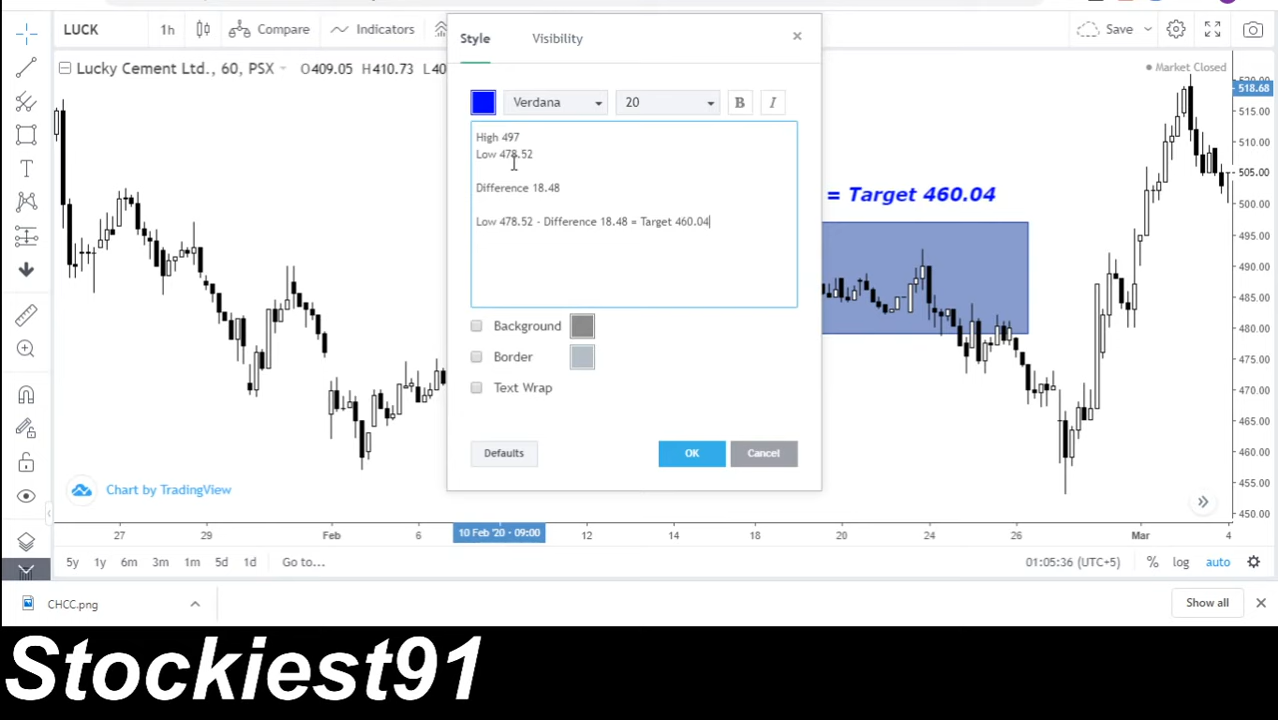 LUCK
1h
Compare
Indicators
Save
Lucky Cement Ltd., 60, PSX
O409.05 H410.73 L40
Market Closed
Style
Visibility
Verdana
20
B
I
High 497
Low 478.52
Difference 18.48
Low 478.52 - Difference 18.48 = Target 460.04
Background
Border
Text Wrap
Defaults
OK
Cancel
= Target 460.04
518.68
515.00
510.00
505.00
500.00
495.00
490.00
485.00
480.00
475.00
470.00
465.00
460.00
455.00
450.00
Chart by TradingView
27
29
Feb
6
10 Feb '20 - 09:00
12
14
18
20
24
26
Mar
4
5y 1y 6m 3m 1m 5d 1d Go to...
01:05:36 (UTC+5)
%
log
auto
CHCC.png
Show all
Stockiest91